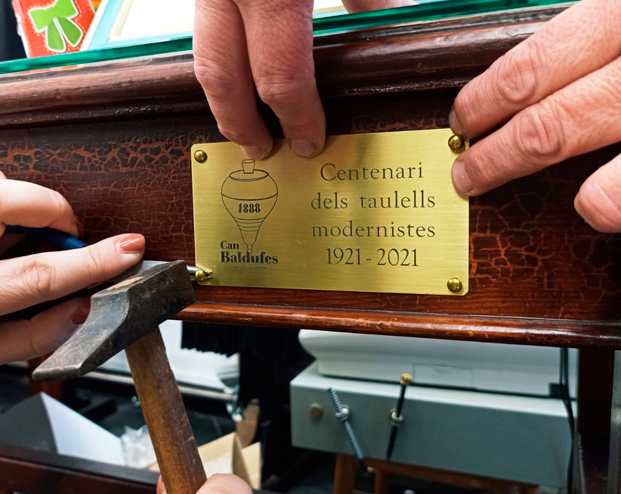 1888
Can
Baldufes
Centenari
dels taulells
modernistes
1921-2021